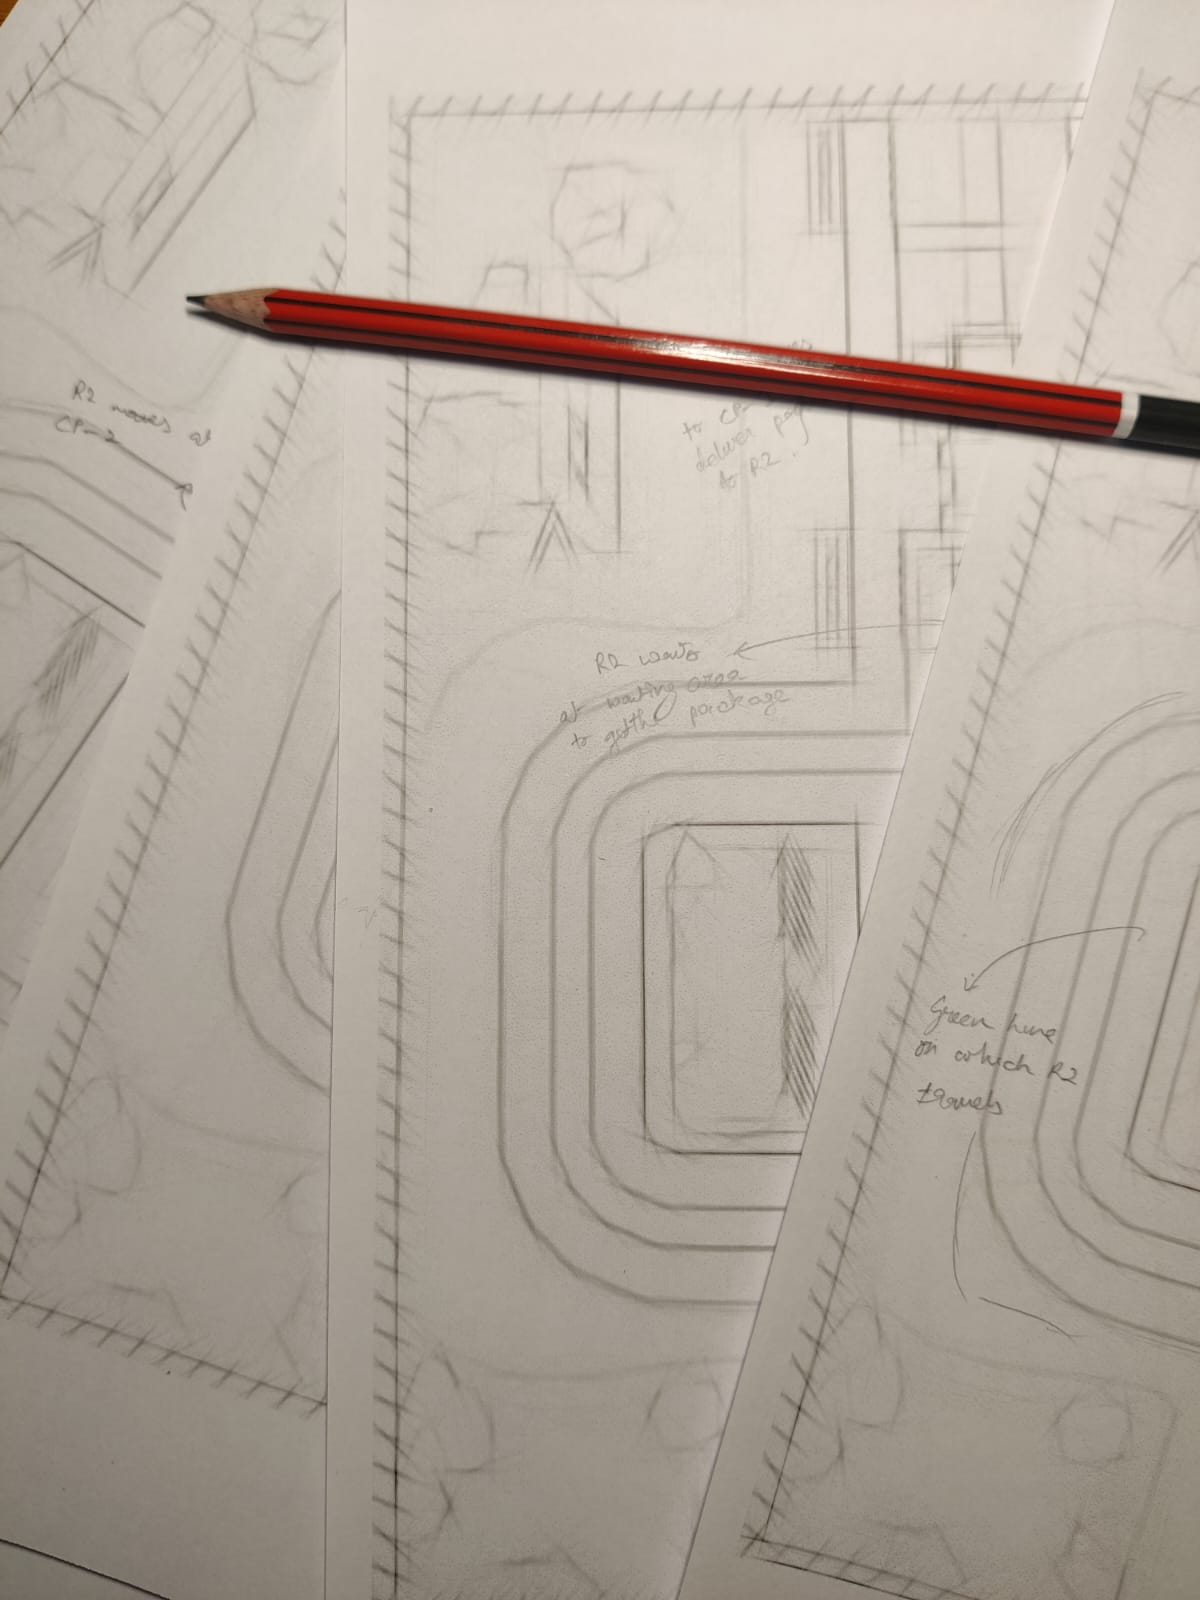 R2 moves at
CP-2
to CP-
deliver
to R2.
R2 waits
at waiting area
to get the package
Green line
on which R2
travels